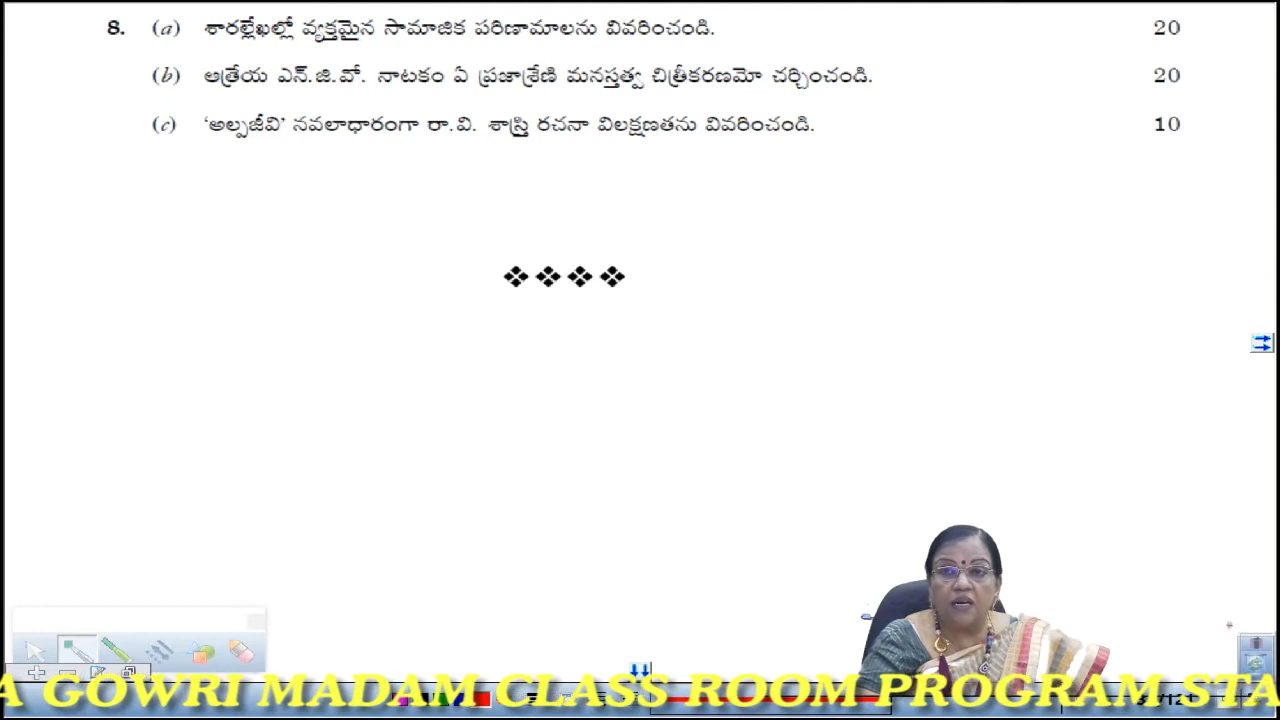 8. (a) శారల్లేఖల్లో వ్యక్తమైన సామాజిక పరిణామాలను వివరించండి. 20
(b) ఆత్రేయ ఎన్.జి.వో. నాటకం ఏ ప్రజాశ్రేణి మనస్తత్వ చిత్రీకరణమో చర్చించండి. 20
(c) ‘అల్పజీవి’ నవలాధారంగా రా.వి. శాస్త్రి రచనా విలక్షణతను వివరించండి. 10
A GOWRI MADAM CLASS ROOM PROGRAM STA